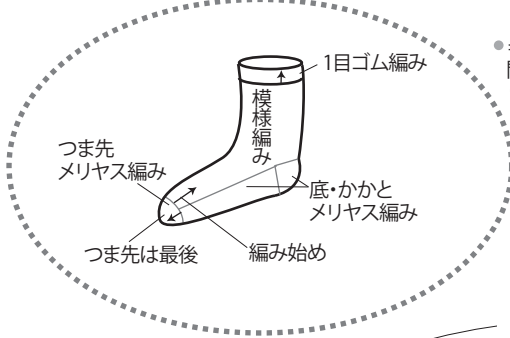 1目ゴム編み
模様編み
つま先
メリヤス編み
底・かかと
メリヤス編み
つま先は最後
編み始め